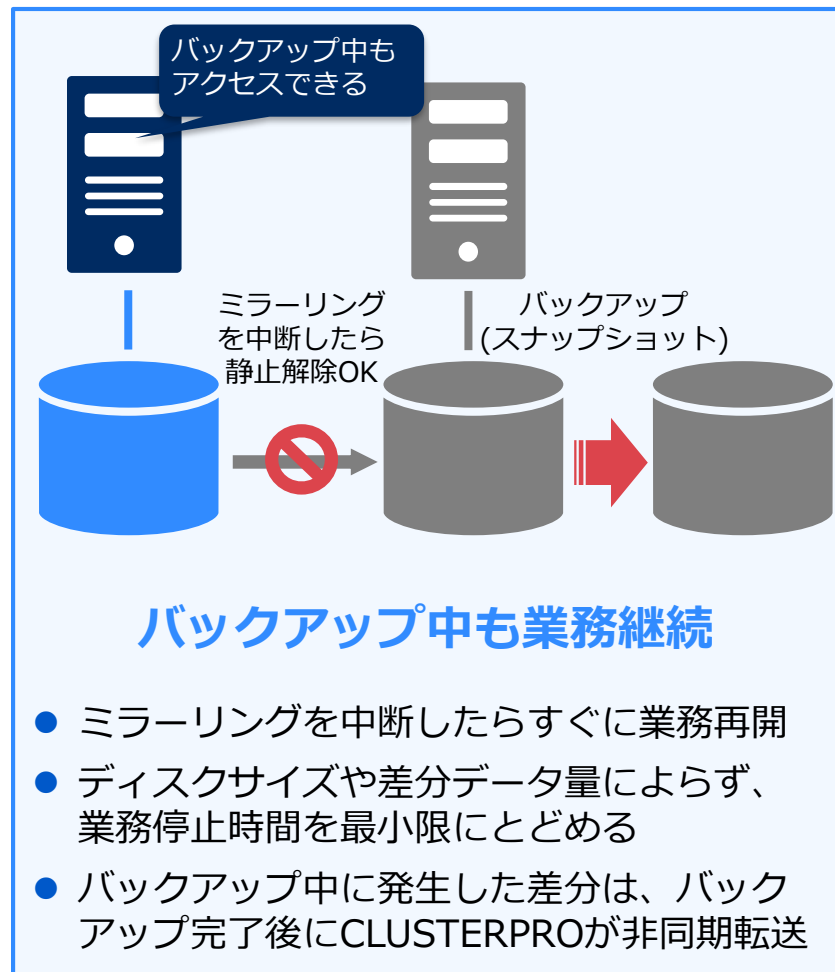 バックアップ中も
アクセスできる
ミラーリング
を中断したら
静止解除OK
バックアップ
(スナップショット)
バックアップ中も業務継続
● ミラーリングを中断したらすぐに業務再開
● ディスクサイズや差分データ量によらず、
業務停止時間を最小限にとどめる
● バックアップ中に発生した差分は、バック
アップ完了後にCLUSTERPROが非同期転送